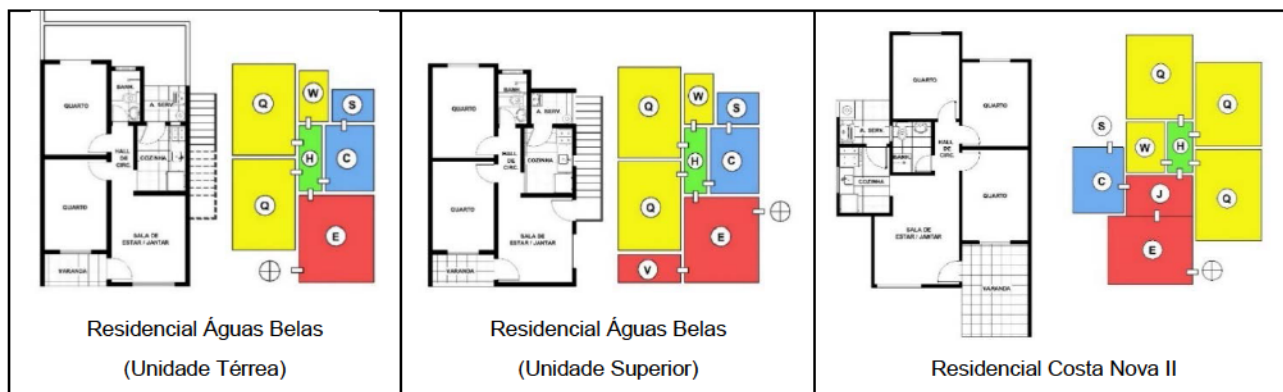 BANH.
W
QUARTO
A. SERV.
Q
S
HALL
DE
CIRC.
COZINHA
H
C
QUARTO
Q
SALA DE
ESTAR / JANTAR
E
VARANDA
Residencial Águas Belas
(Unidade Térrea)
BANH.
W
QUARTO
A. SERV.
Q
S
HALL
DE
CIRC.
COZINHA
H
C
QUARTO
Q
SALA DE
ESTAR / JANTAR
E
VARANDA
V
Residencial Águas Belas
(Unidade Superior)
QUARTO
Q
QUARTO
Q
A. SERV.
S
BANH.
HALL
DE
CIRC.
W
H
COZINHA
C
J
QUARTO
Q
SALA DE
ESTAR / JANTAR
E
VARANDA
Residencial Costa Nova II